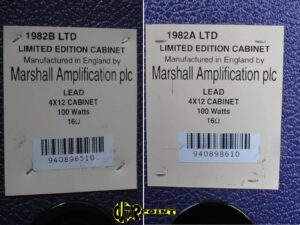 1982B LTD
LIMITED EDITION CABINET
Manufactured in England by
Marshall Amplification plc
LEAD
4X12 CABINET
100 Watts
16Ω
940896510
1982A LTD
LIMITED EDITION CABINET
Manufactured in England by
Marshall Amplification plc
LEAD
4X12 CABINET
100 Watts
16Ω
940898610
POINT